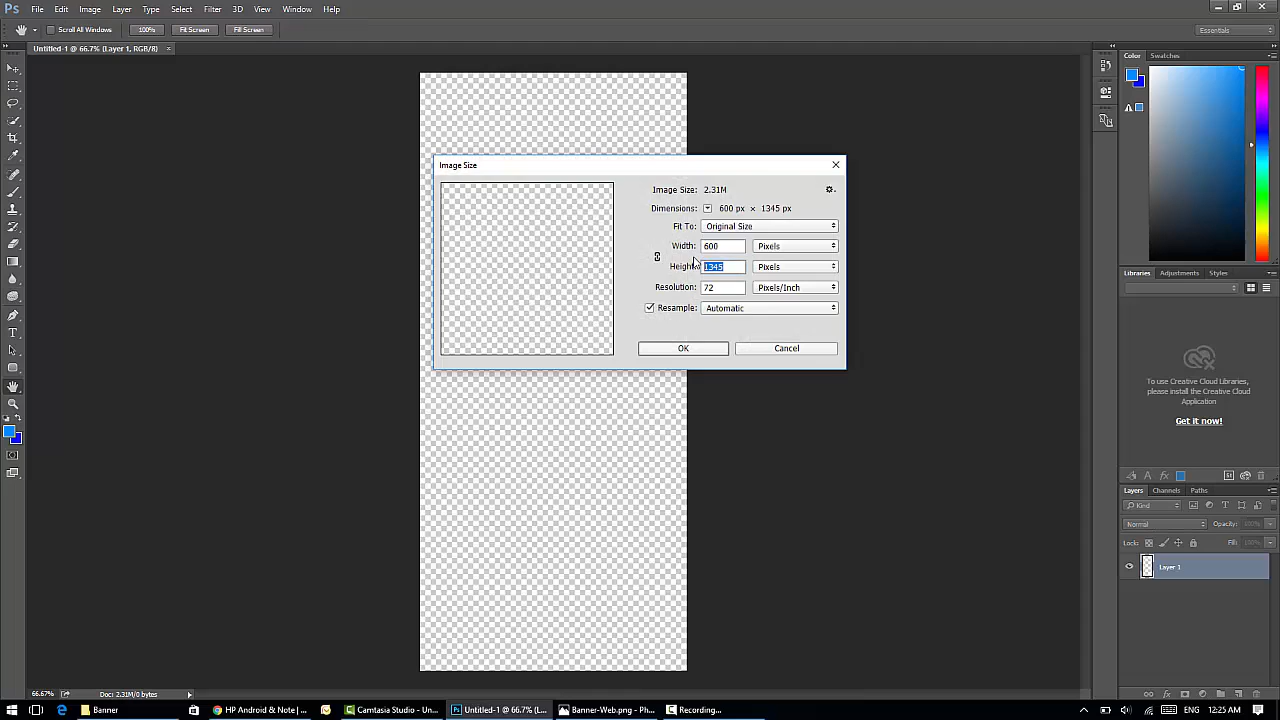 Ps File Edit Image Layer Type Select Filter 3D View Window Help
Scroll All Windows 100% Fit Screen Fill Screen Essentials
Untitled-1 @ 66.7% (Layer 1, RGB/8) ×
Color Swatches
Image Size
Image Size: 2.31M
Dimensions: 600 px × 1345 px
Fit To: Original Size
Width: 600 Pixels
Height: 1345 Pixels
Resolution: 72 Pixels/Inch
Resample: Automatic
OK Cancel
Libraries Adjustments Styles
To use Creative Cloud Libraries,
please install the Creative Cloud
Application
Get it now!
Layers Channels Paths
Kind
Normal Opacity: 100%
Lock: Fill: 100%
Layer 1
66.67% Doc: 2.31M/0 bytes
Banner
HP Android & Note | ...
Camtasia Studio - Un...
Untitled-1 @ 66.7% (L...
Banner-Web.png - Ph...
Recording...
12:25 AM